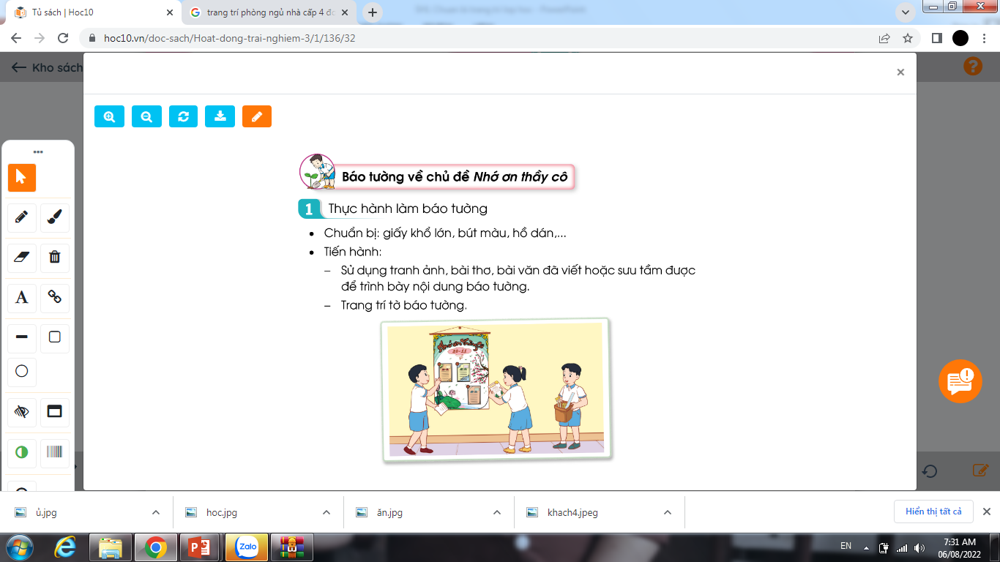 Tủ sách | Hoc10
trang trí phòng ngủ nhà cấp 4 đơ
hoc10.vn/doc-sach/Hoat-dong-trai-nghiem-3/1/136/32
Kho sách
Báo tường về chủ đề Nhớ ơn thầy cô
1 Thực hành làm báo tường
• Chuẩn bị: giấy khổ lớn, bút màu, hồ dán,...
• Tiến hành:
– Sử dụng tranh ảnh, bài thơ, bài văn đã viết hoặc sưu tầm được
để trình bày nội dung báo tường.
– Trang trí tờ báo tường.
Nhớ ơn Thầy Cô
20-11
A
ủ.jpg
hoc.jpg
ăn.jpg
khach4.jpeg
Hiển thị tất cả
Zalo
EN
7:31 AM
06/08/2022